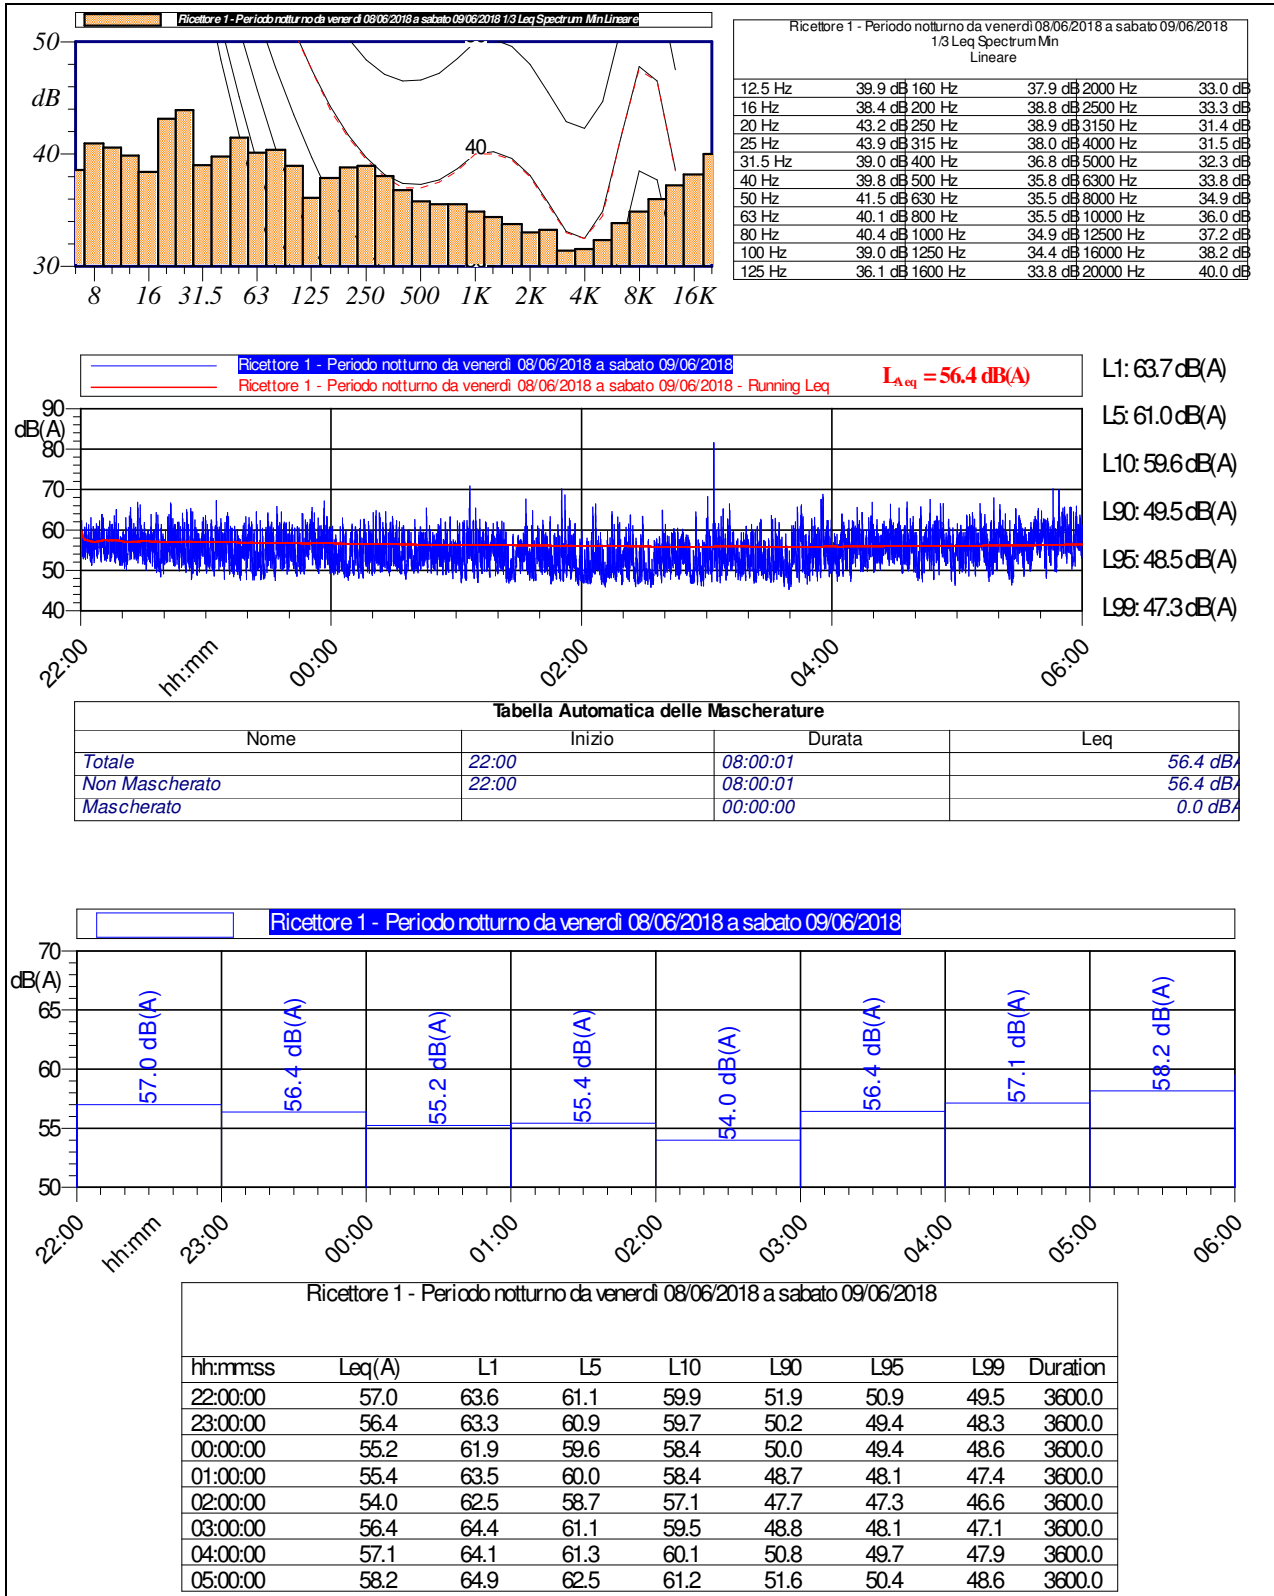 Ricettore 1 - Periodo notturno da venerdì 08/06/2018 a sabato 09/06/2018 1/3 Leq Spectrum Min Lineare
50
dB
40
30
40
8 16 31.5 63 125 250 500 1K 2K 4K 8K 16K
Ricettore 1 - Periodo notturno da venerdì 08/06/2018 a sabato 09/06/2018
1/3 Leq Spectrum Min
Lineare
12.5 Hz 39.9 dB 160 Hz 37.9 dB 2000 Hz 33.0 dB
16 Hz 38.4 dB 200 Hz 38.8 dB 2500 Hz 33.3 dB
20 Hz 43.2 dB 250 Hz 38.9 dB 3150 Hz 31.4 dB
25 Hz 43.9 dB 315 Hz 38.0 dB 4000 Hz 31.5 dB
31.5 Hz 39.0 dB 400 Hz 36.8 dB 5000 Hz 32.3 dB
40 Hz 39.8 dB 500 Hz 35.8 dB 6300 Hz 33.8 dB
50 Hz 41.5 dB 630 Hz 35.5 dB 8000 Hz 34.9 dB
63 Hz 40.1 dB 800 Hz 35.5 dB 10000 Hz 36.0 dB
80 Hz 40.4 dB 1000 Hz 34.9 dB 12500 Hz 37.2 dB
100 Hz 39.0 dB 1250 Hz 34.4 dB 16000 Hz 38.2 dB
125 Hz 36.1 dB 1600 Hz 33.8 dB 20000 Hz 40.0 dB
Ricettore 1 - Periodo notturno da venerdì 08/06/2018 a sabato 09/06/2018
Ricettore 1 - Periodo notturno da venerdì 08/06/2018 a sabato 09/06/2018 - Running Leq
LAeq = 56.4 dB(A)
90
dB(A)
80
70
60
50
40
22:00 hh:mm 00:00 02:00 04:00 06:00
L1: 63.7 dB(A)
L5: 61.0 dB(A)
L10: 59.6 dB(A)
L90: 49.5 dB(A)
L95: 48.5 dB(A)
L99: 47.3 dB(A)
Tabella Automatica delle Mascherature
Nome Inizio Durata Leq
Totale 22:00 08:00:01 56.4 dBA
Non Mascherato 22:00 08:00:01 56.4 dBA
Mascherato 00:00:00 0.0 dBA
Ricettore 1 - Periodo notturno da venerdì 08/06/2018 a sabato 09/06/2018
70
dB(A)
65
60
55
50
57.0 dB(A)
56.4 dB(A)
55.2 dB(A)
55.4 dB(A)
54.0 dB(A)
56.4 dB(A)
57.1 dB(A)
58.2 dB(A)
22:00 hh:mm 23:00 00:00 01:00 02:00 03:00 04:00 05:00 06:00
Ricettore 1 - Periodo notturno da venerdì 08/06/2018 a sabato 09/06/2018
hh:mm:ss Leq(A) L1 L5 L10 L90 L95 L99 Duration
22:00:00 57.0 63.6 61.1 59.9 51.9 50.9 49.5 3600.0
23:00:00 56.4 63.3 60.9 59.7 50.2 49.4 48.3 3600.0
00:00:00 55.2 61.9 59.6 58.4 50.0 49.4 48.6 3600.0
01:00:00 55.4 63.5 60.0 58.4 48.7 48.1 47.4 3600.0
02:00:00 54.0 62.5 58.7 57.1 47.7 47.3 46.6 3600.0
03:00:00 56.4 64.4 61.1 59.5 48.8 48.1 47.1 3600.0
04:00:00 57.1 64.1 61.3 60.1 50.8 49.7 47.9 3600.0
05:00:00 58.2 64.9 62.5 61.2 51.6 50.4 48.6 3600.0